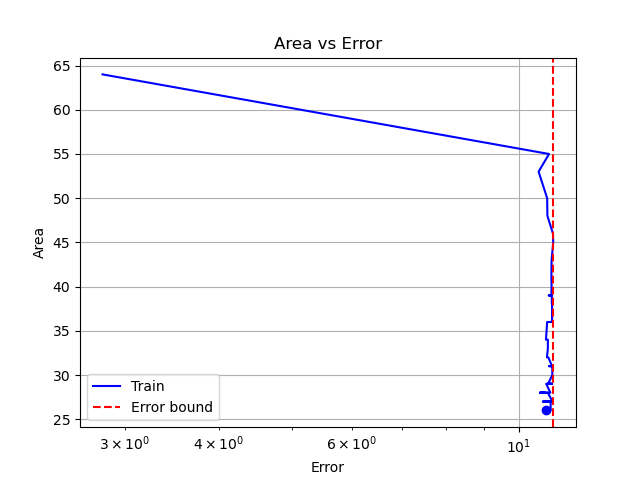 Area vs Error
65
60
55
50
45
40
35
30
25
Area
Train
Error bound
3 × 10⁰
4 × 10⁰
6 × 10⁰
10¹
Error